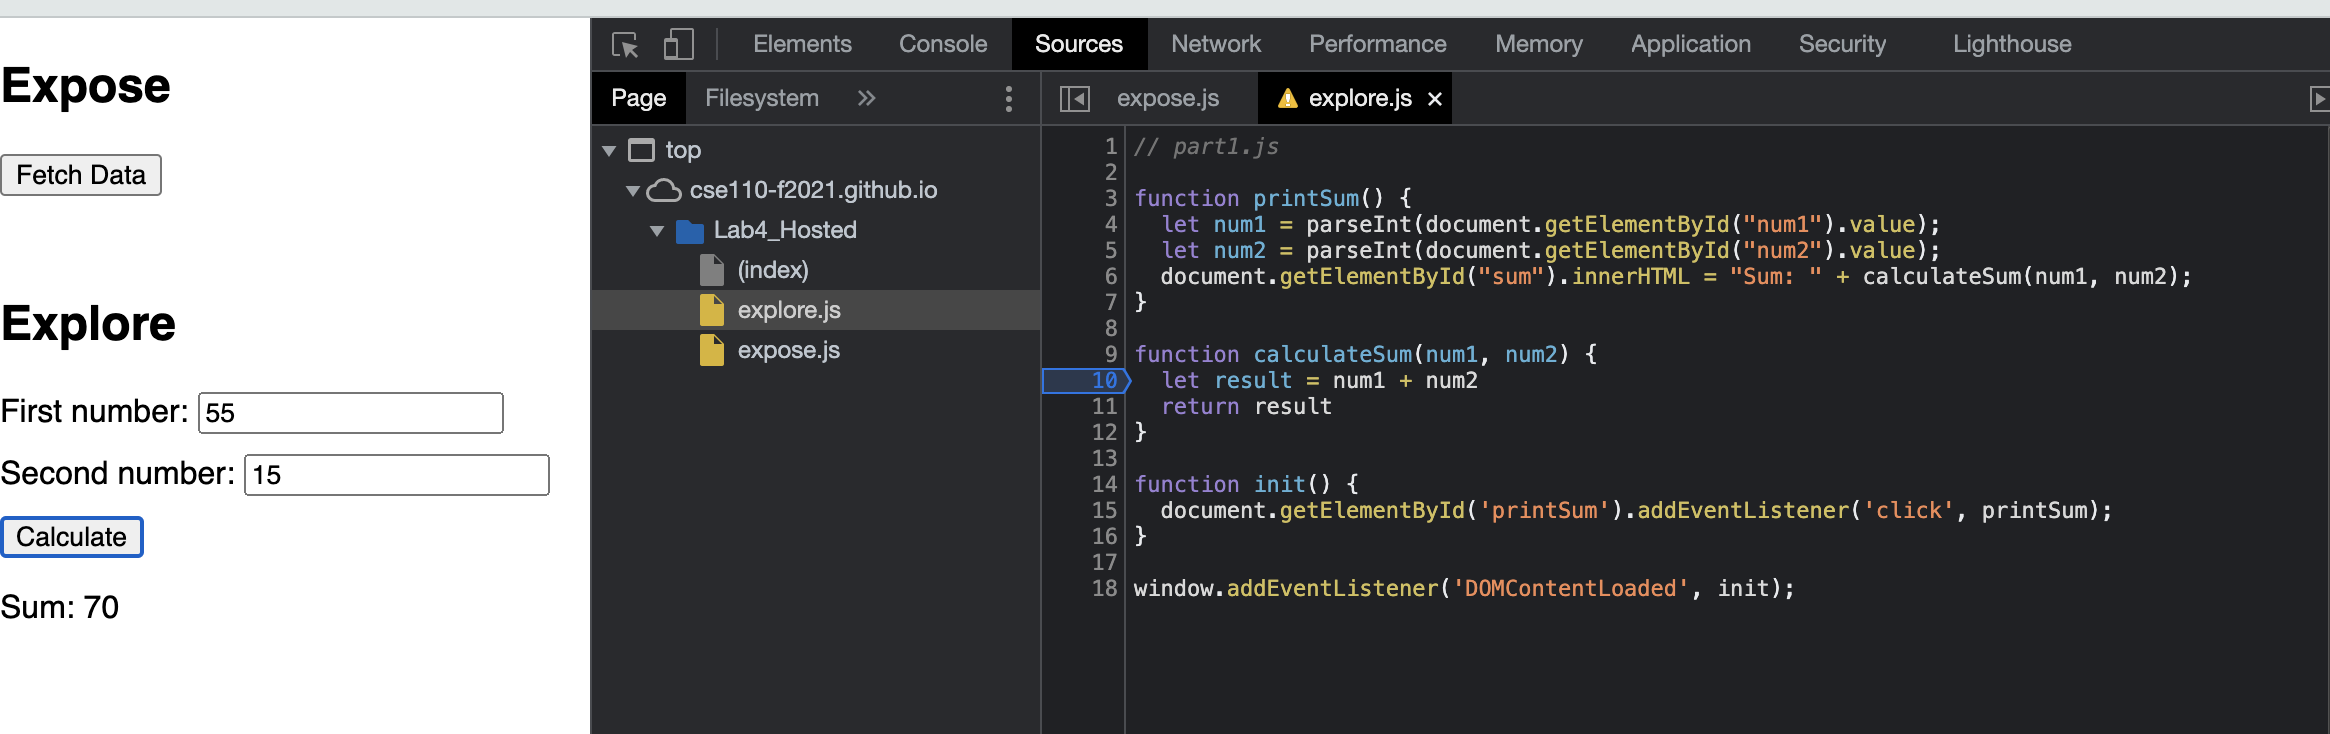 Expose
Fetch Data
Explore
First number: 55
Second number: 15
Calculate
Sum: 70
Elements Console Sources Network Performance Memory Application Security Lighthouse
Page Filesystem »
top
cse110-f2021.github.io
Lab4_Hosted
(index)
explore.js
expose.js
expose.js explore.js ×
1 // part1.js
2
3 function printSum() {
4   let num1 = parseInt(document.getElementById("num1").value);
5   let num2 = parseInt(document.getElementById("num2").value);
6   document.getElementById("sum").innerHTML = "Sum: " + calculateSum(num1, num2);
7 }
8
9 function calculateSum(num1, num2) {
10   let result = num1 + num2
11   return result
12 }
13
14 function init() {
15   document.getElementById('printSum').addEventListener('click', printSum);
16 }
17
18 window.addEventListener('DOMContentLoaded', init);